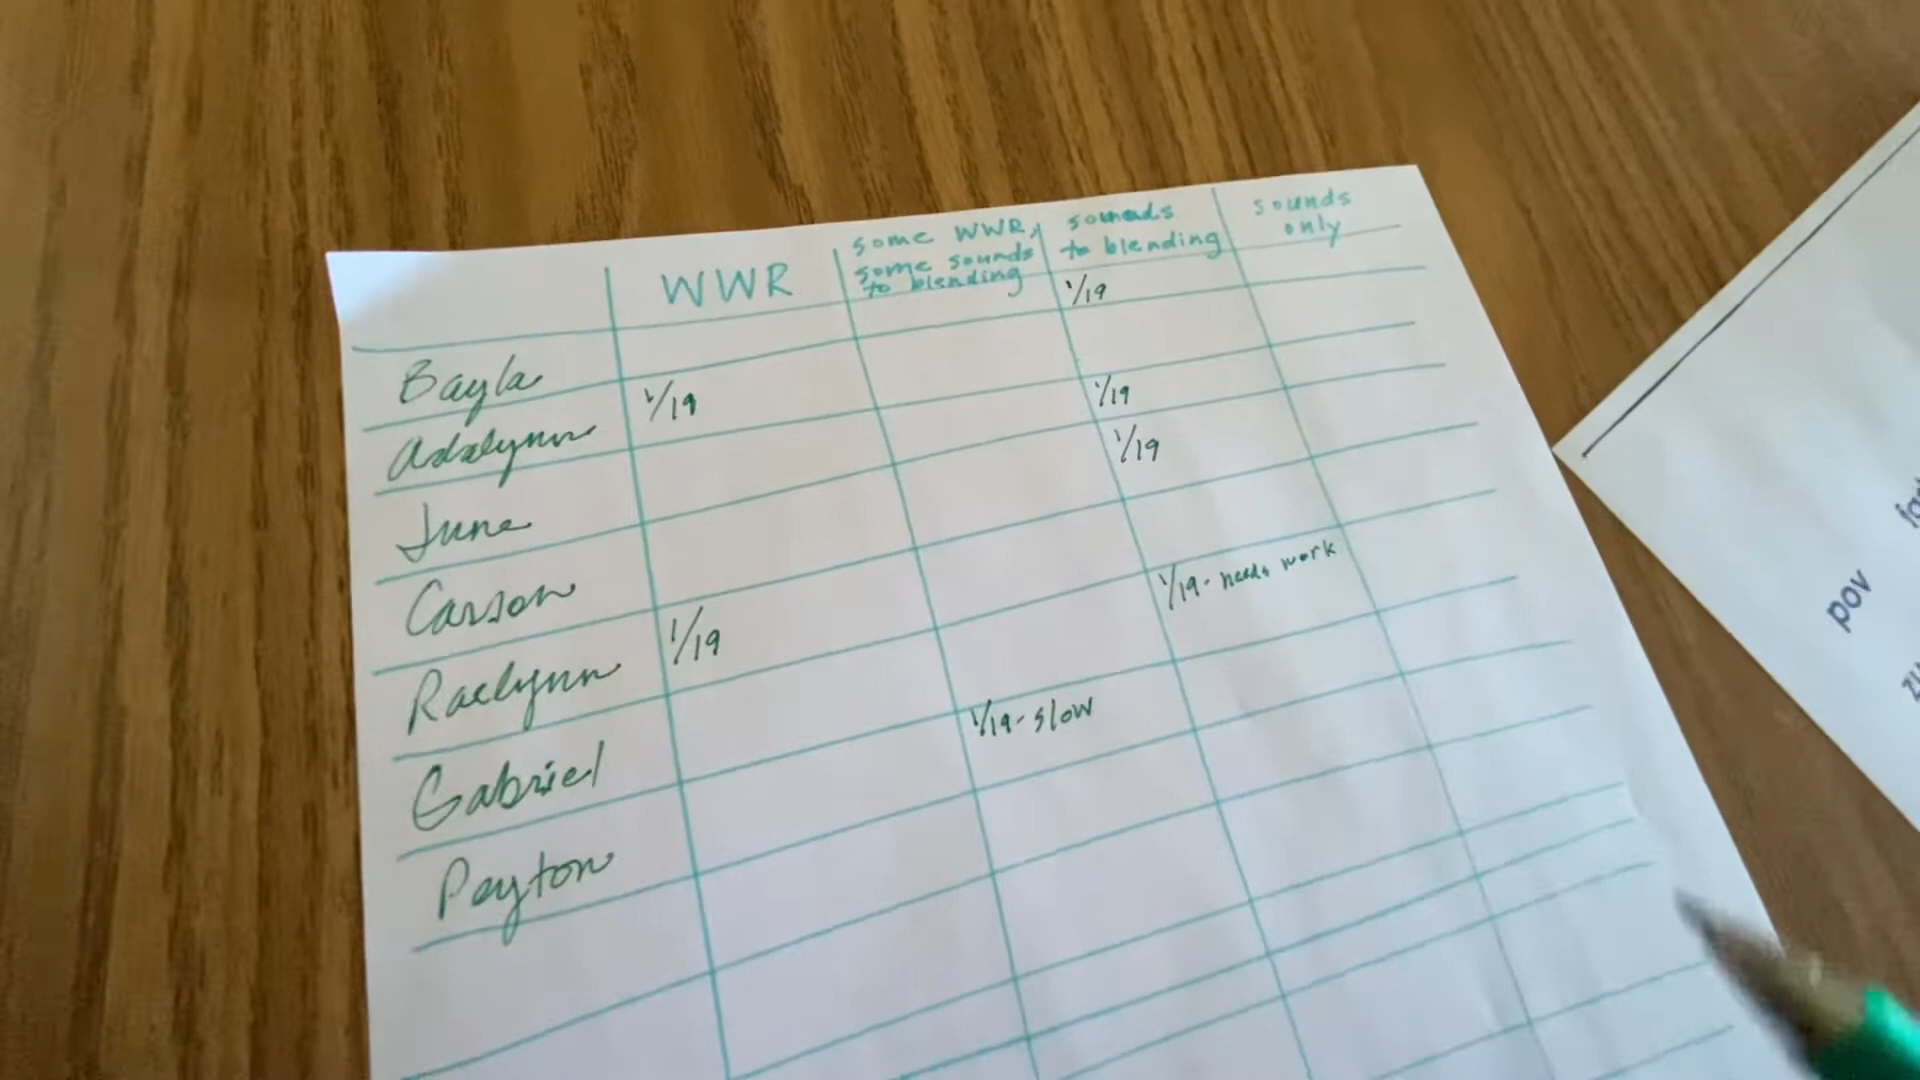 WWR
some WWR,
some sounds
to blending
sounds
to blending
sounds
only
Bayla 1/19
Adalynn 1/19
June 1/19
Carson 1/19
Raelynn 1/19
Gabriel 1/19 - needs work
Payton 1/19 - slow
pov